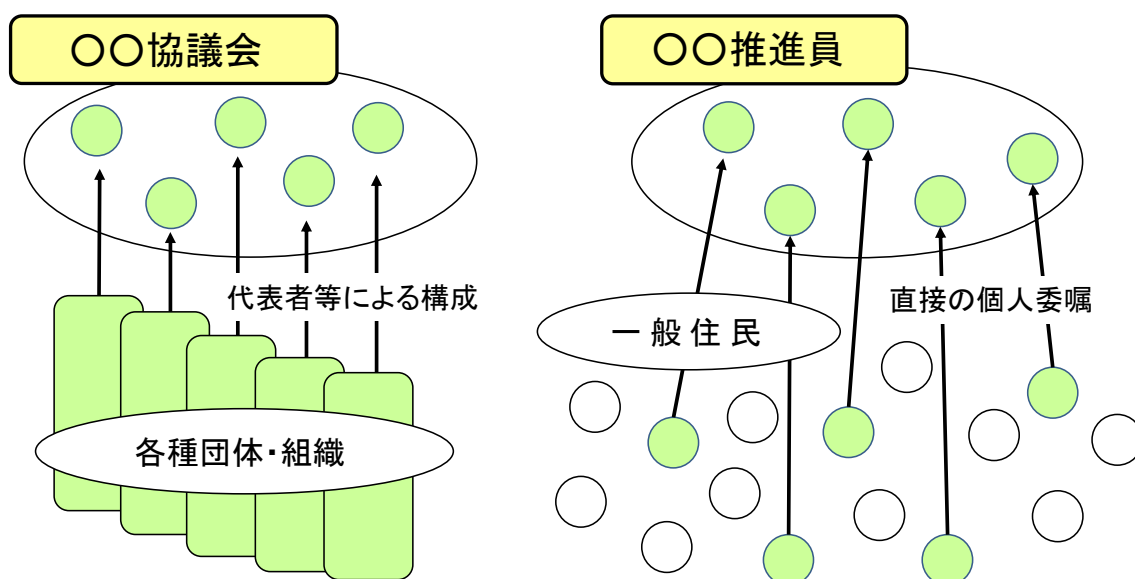 〇〇協議会
〇〇推進員
代表者等による構成
直接の個人委嘱
一般住民
各種団体・組織